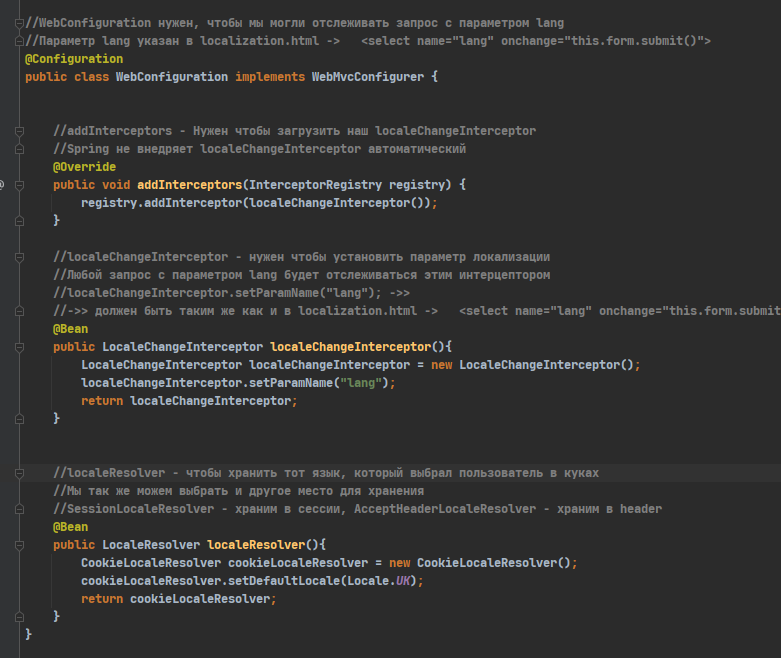 //WebConfiguration нужен, чтобы мы могли отслеживать запрос с параметром lang
//Параметр lang указан в localization.html ->   <select name="lang" onchange="this.form.submit()">
@Configuration
public class WebConfiguration implements WebMvcConfigurer {
//addInterceptors - Нужен чтобы загрузить наш localeChangeInterceptor
//Spring не внедряет localeChangeInterceptor автоматический
@Override
public void addInterceptors(InterceptorRegistry registry) {
registry.addInterceptor(localeChangeInterceptor());
}
//localeChangeInterceptor - нужен чтобы установить параметр локализации
//Любой запрос с параметром lang будет отслеживаться этим интерцептором
//localeChangeInterceptor.setParamName("lang"); ->>
//->> должен быть таким же как и в localization.html ->   <select name="lang" onchange="this.form.submit
@Bean
public LocaleChangeInterceptor localeChangeInterceptor(){
LocaleChangeInterceptor localeChangeInterceptor = new LocaleChangeInterceptor();
localeChangeInterceptor.setParamName("lang");
return localeChangeInterceptor;
}
//localeResolver - чтобы хранить тот язык, который выбрал пользователь в куках
//Мы так же можем выбрать и другое место для хранения
//SessionLocaleResolver - храним в сессии, AcceptHeaderLocaleResolver - храним в header
@Bean
public LocaleResolver localeResolver(){
CookieLocaleResolver cookieLocaleResolver = new CookieLocaleResolver();
cookieLocaleResolver.setDefaultLocale(Locale.UK);
return cookieLocaleResolver;
}
}